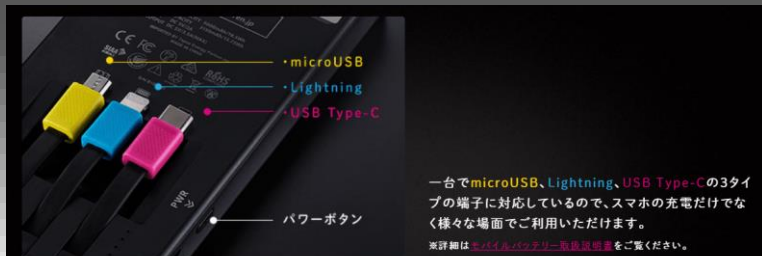 ・microUSB
・Lightning
・USB Type-C
PWR
パワーボタン
一台でmicroUSB、Lightning、USB Type-Cの3タイ
プの端子に対応しているので、スマホの充電だけでな
く様々な場面でご利用いただけます。
※詳細はモバイルバッテリー取扱説明書をご覧ください。